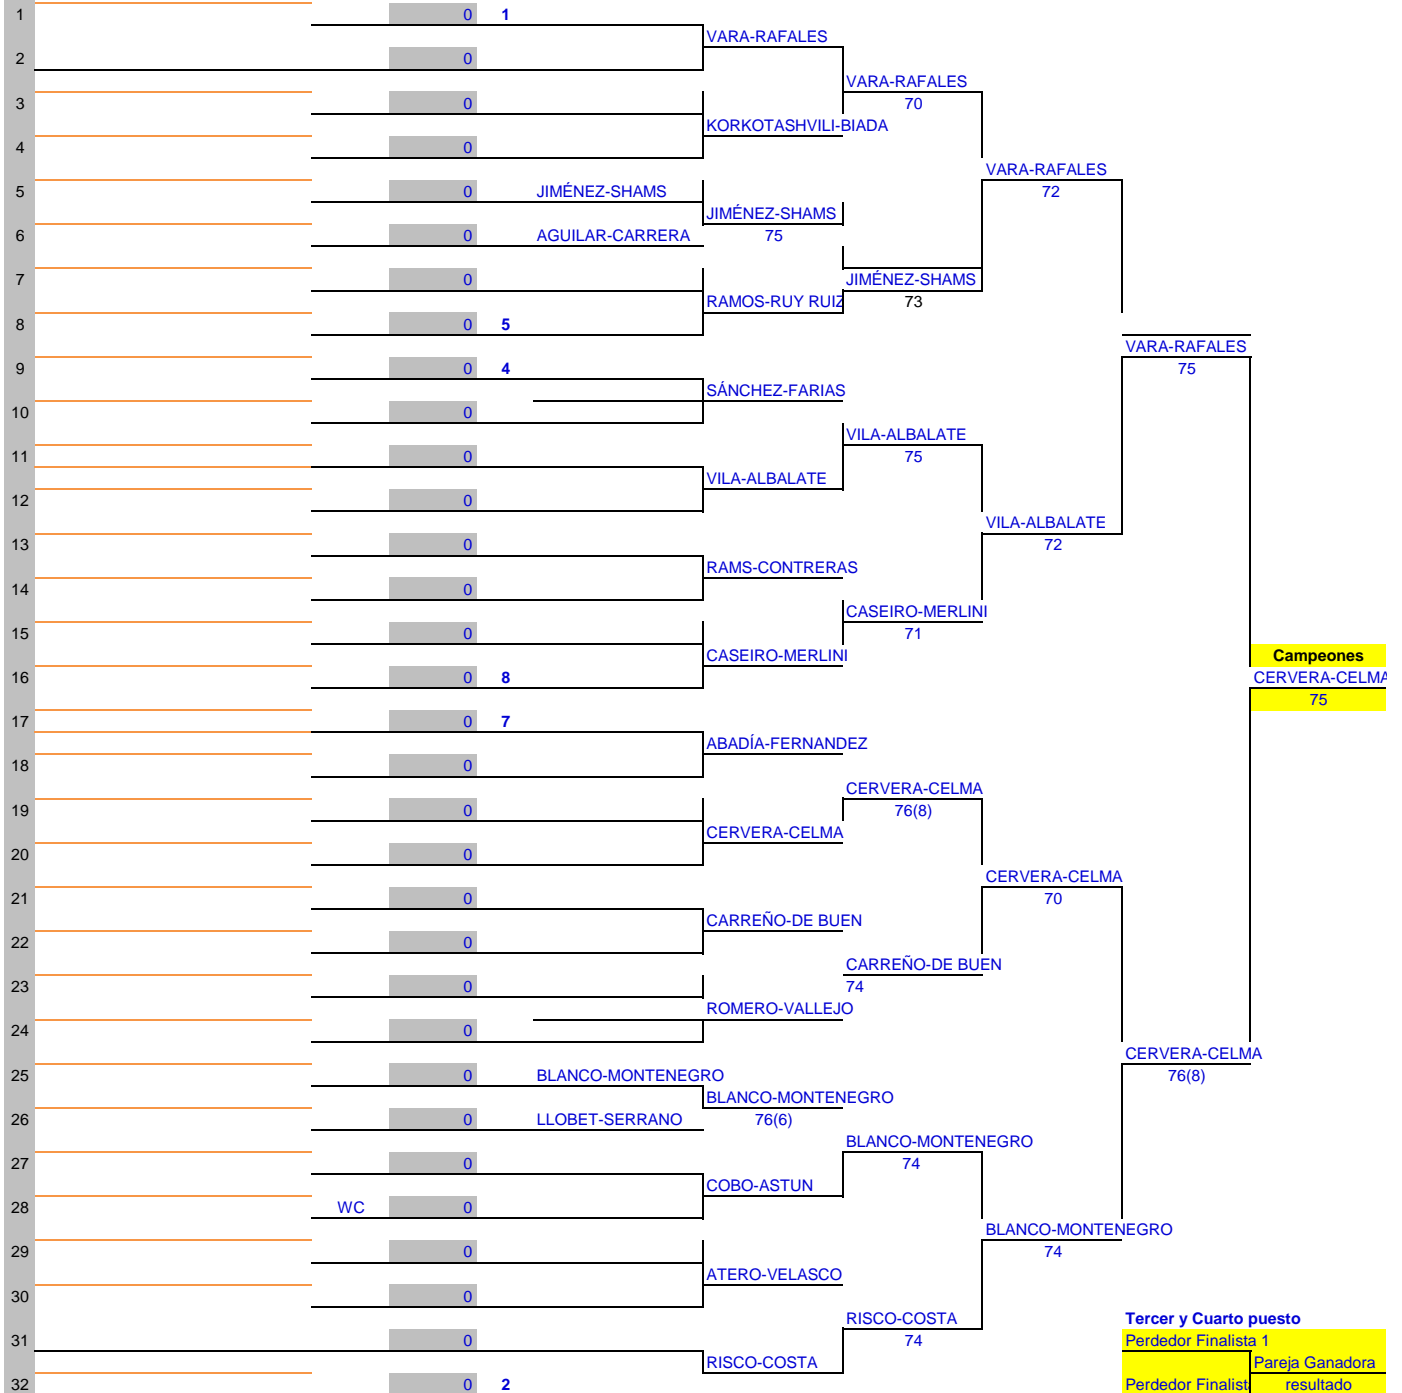 1 0 1
VARA-RAFALES
2 0
VARA-RAFALES
3 0 70
KORKOTASHVILI-BIADA
4 0
VARA-RAFALES
5 0 JIMÉNEZ-SHAMS 72
JIMÉNEZ-SHAMS
6 0 AGUILAR-CARRERA 75
7 0 JIMÉNEZ-SHAMS
RAMOS-RUY RUIZ 73
8 0 5
VARA-RAFALES
9 0 4 75
SÁNCHEZ-FARIAS
10 0
VILA-ALBALATE
11 0 75
VILA-ALBALATE
12 0
VILA-ALBALATE
13 0 72
RAMS-CONTRERAS
14 0
CASEIRO-MERLINI
15 0 71
CASEIRO-MERLINI Campeones
16 0 8 CERVERA-CELMA
75
17 0 7
ABADÍA-FERNANDEZ
18 0
CERVERA-CELMA
19 0 76(8)
CERVERA-CELMA
20 0
CERVERA-CELMA
21 0 70
CARREÑO-DE BUEN
22 0
CARREÑO-DE BUEN
23 0 74
ROMERO-VALLEJO
24 0
CERVERA-CELMA
25 0 BLANCO-MONTENEGRO 76(8)
BLANCO-MONTENEGRO
26 0 LLOBET-SERRANO 76(6)
BLANCO-MONTENEGRO
27 0 74
COBO-ASTUN
28 WC 0
BLANCO-MONTENEGRO
29 0 74
ATERO-VELASCO
30 0
RISCO-COSTA Tercer y Cuarto puesto
31 0 74 Perdedor Finalista 1
RISCO-COSTA Pareja Ganadora
32 0 2 Perdedor Finalist resultado